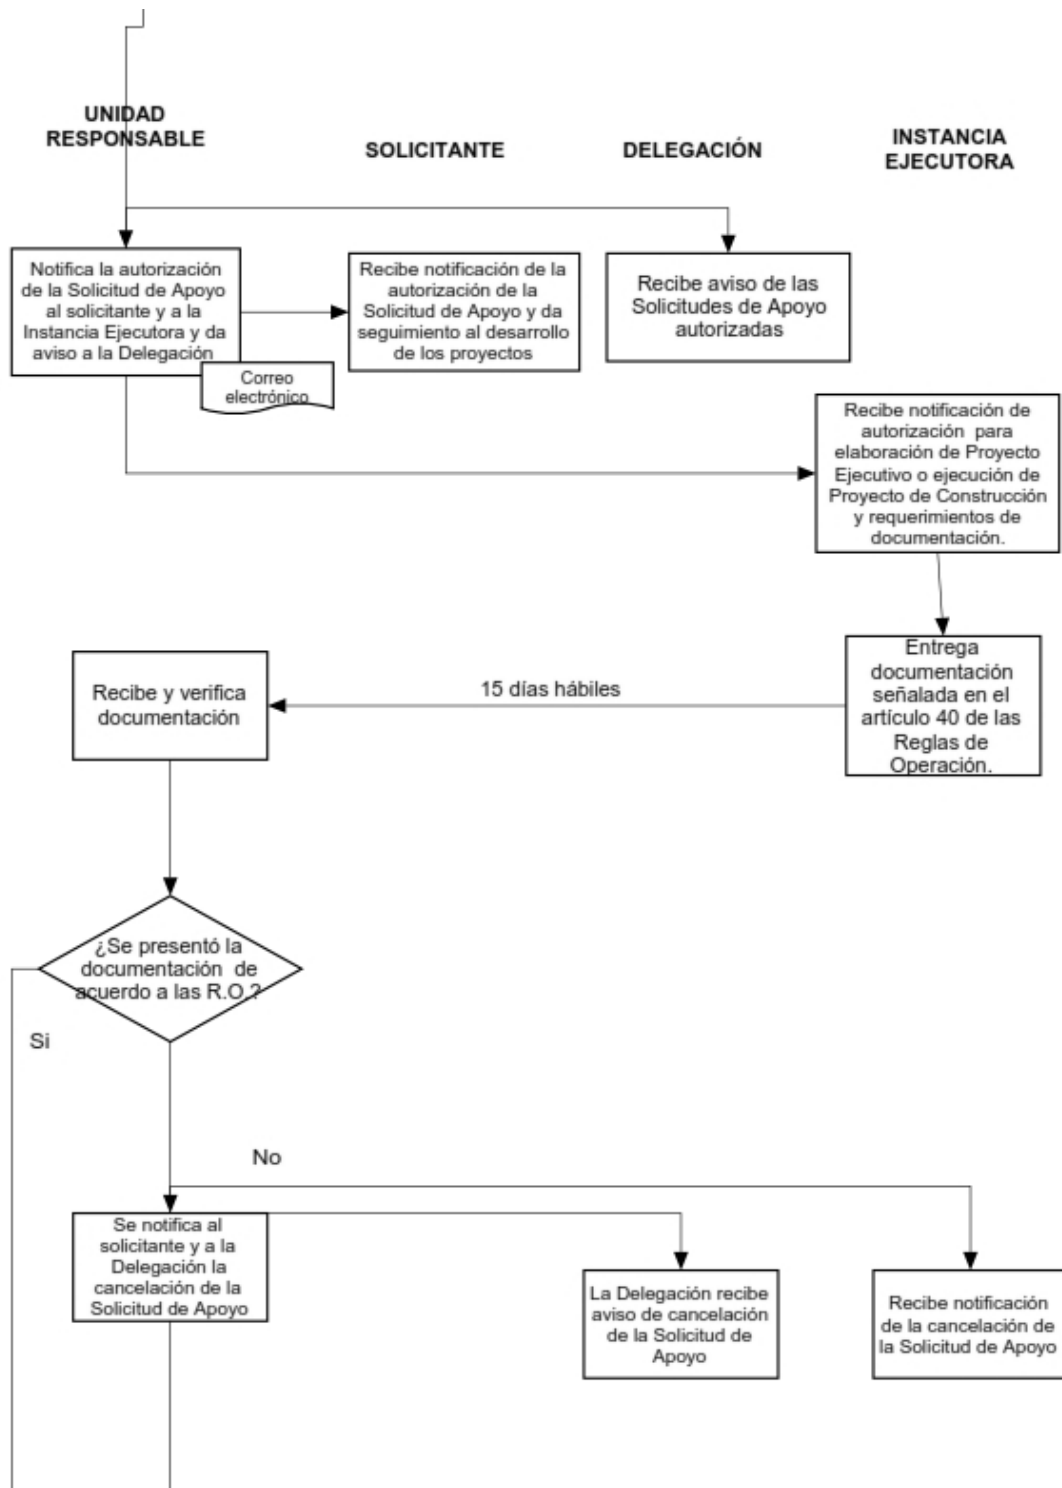 UNIDAD
RESPONSABLE
SOLICITANTE
DELEGACIÓN
INSTANCIA
EJECUTORA
Notifica la autorización
de la Solicitud de Apoyo
al solicitante y a la
Instancia Ejecutora y da
aviso a la Delegación
Correo
electrónico
Recibe notificación de la
autorización de la
Solicitud de Apoyo y da
seguimiento al desarrollo
de los proyectos
Recibe aviso de las
Solicitudes de Apoyo
autorizadas
Recibe notificación de
autorización para
elaboración de Proyecto
Ejecutivo o ejecución de
Proyecto de Construcción
y requerimientos de
documentación.
Entrega
documentación
señalada en el
artículo 40 de las
Reglas de
Operación.
15 días hábiles
Recibe y verifica
documentación
¿Se presentó la
documentación de
acuerdo a las R.O.?
Si
No
Se notifica al
solicitante y a la
Delegación la
cancelación de la
Solicitud de Apoyo
La Delegación recibe
aviso de cancelación
de la Solicitud de
Apoyo
Recibe notificación
de la cancelación de
la Solicitud de Apoyo